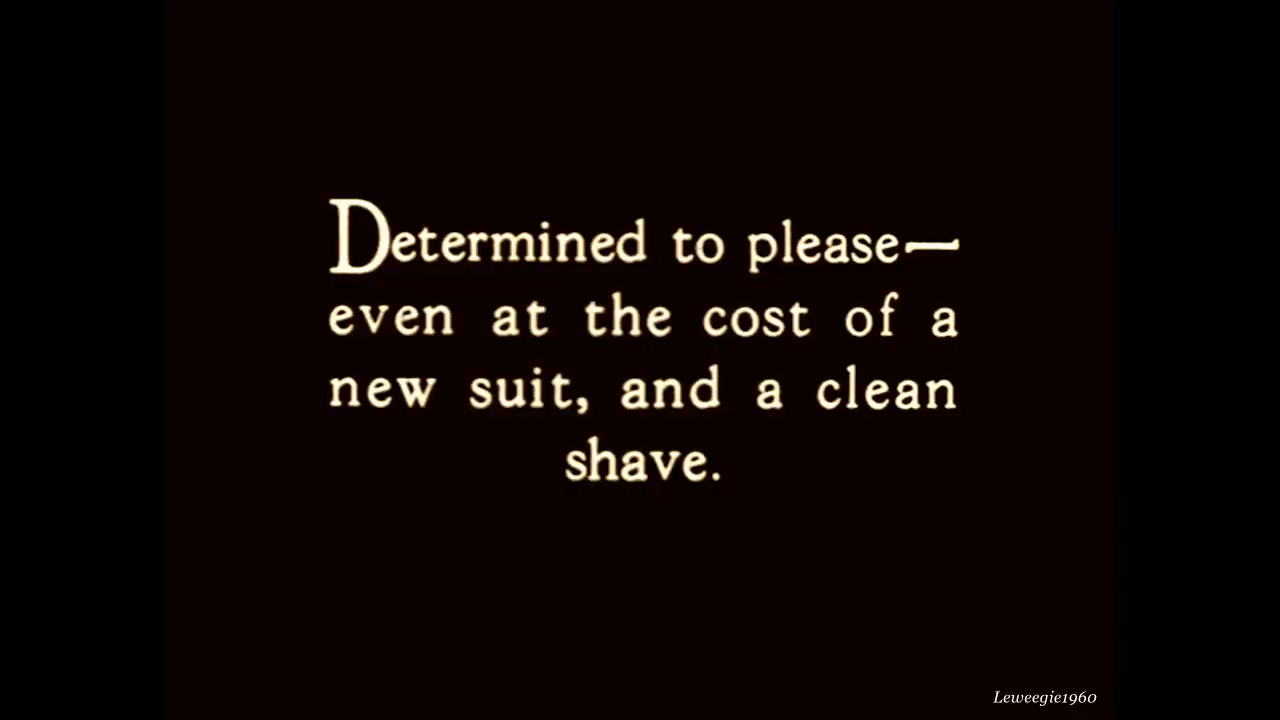 Determined to please—
even at the cost of a
new suit, and a clean
shave.
Leweegie1960